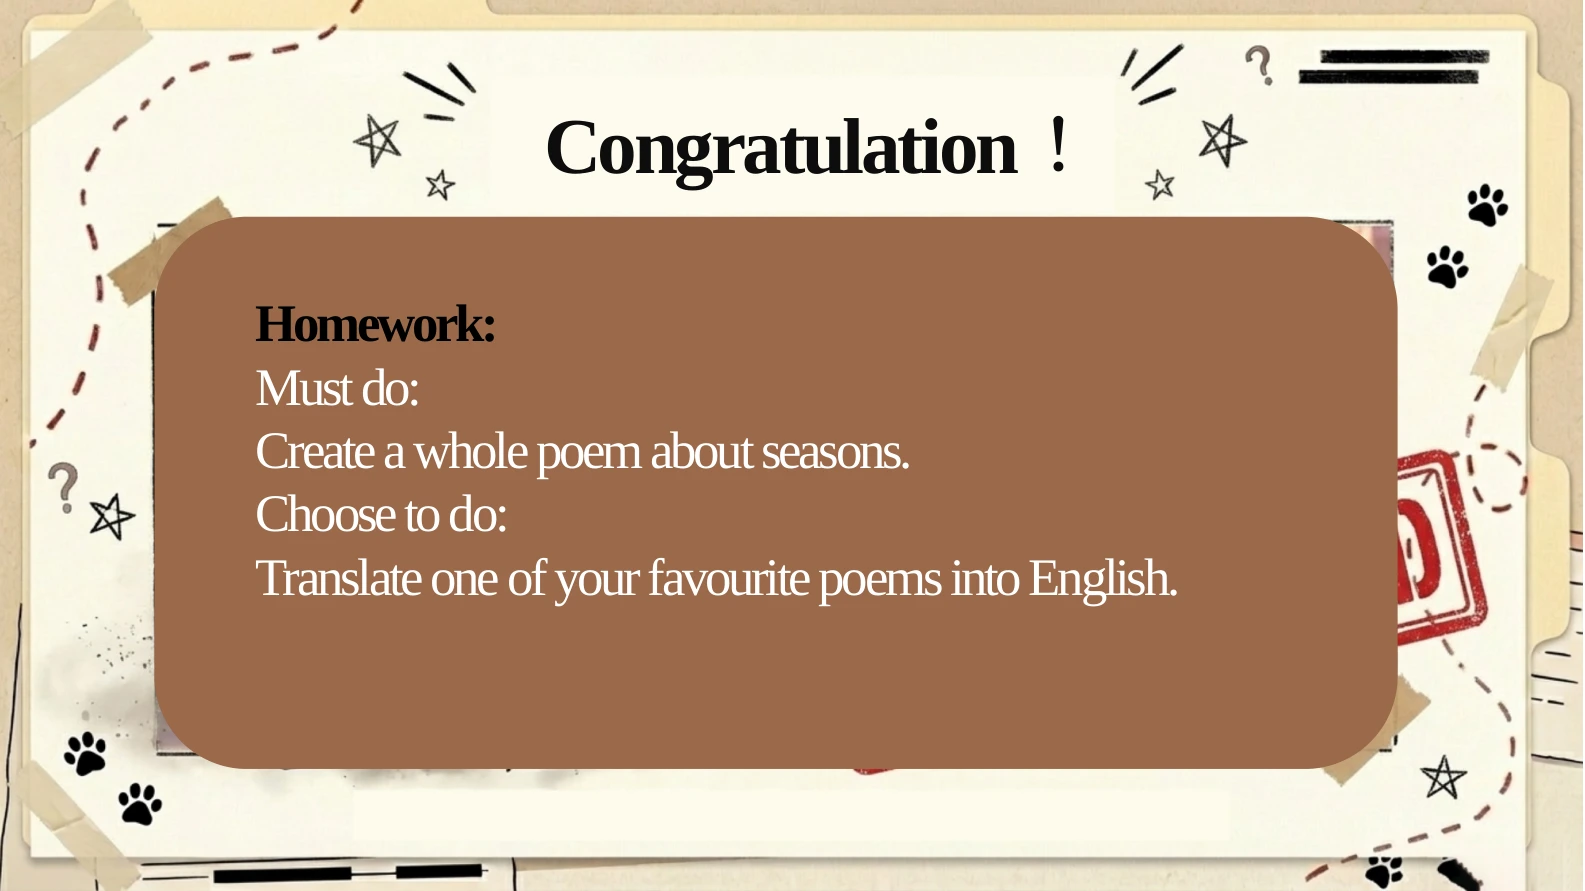 Congratulation !
Homework:
Must do:
Create a whole poem about seasons.
Choose to do:
Translate one of your favourite poems into English.